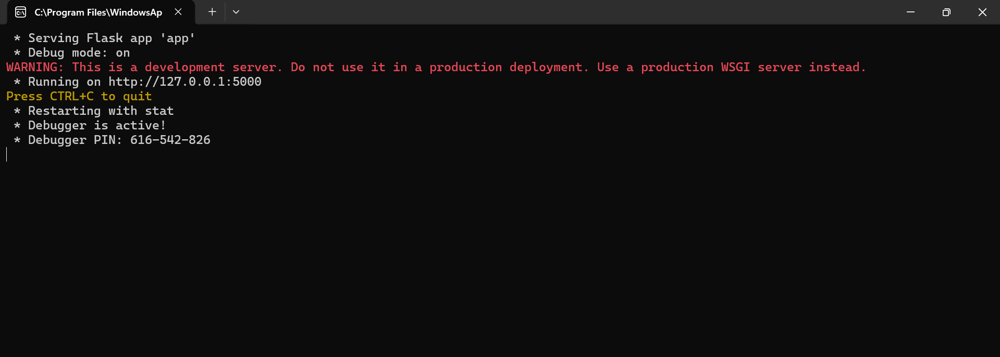 C:\Program Files\WindowsAp
* Serving Flask app 'app'
* Debug mode: on
WARNING: This is a development server. Do not use it in a production deployment. Use a production WSGI server instead.
* Running on http://127.0.0.1:5000
Press CTRL+C to quit
* Restarting with stat
* Debugger is active!
* Debugger PIN: 616-542-826